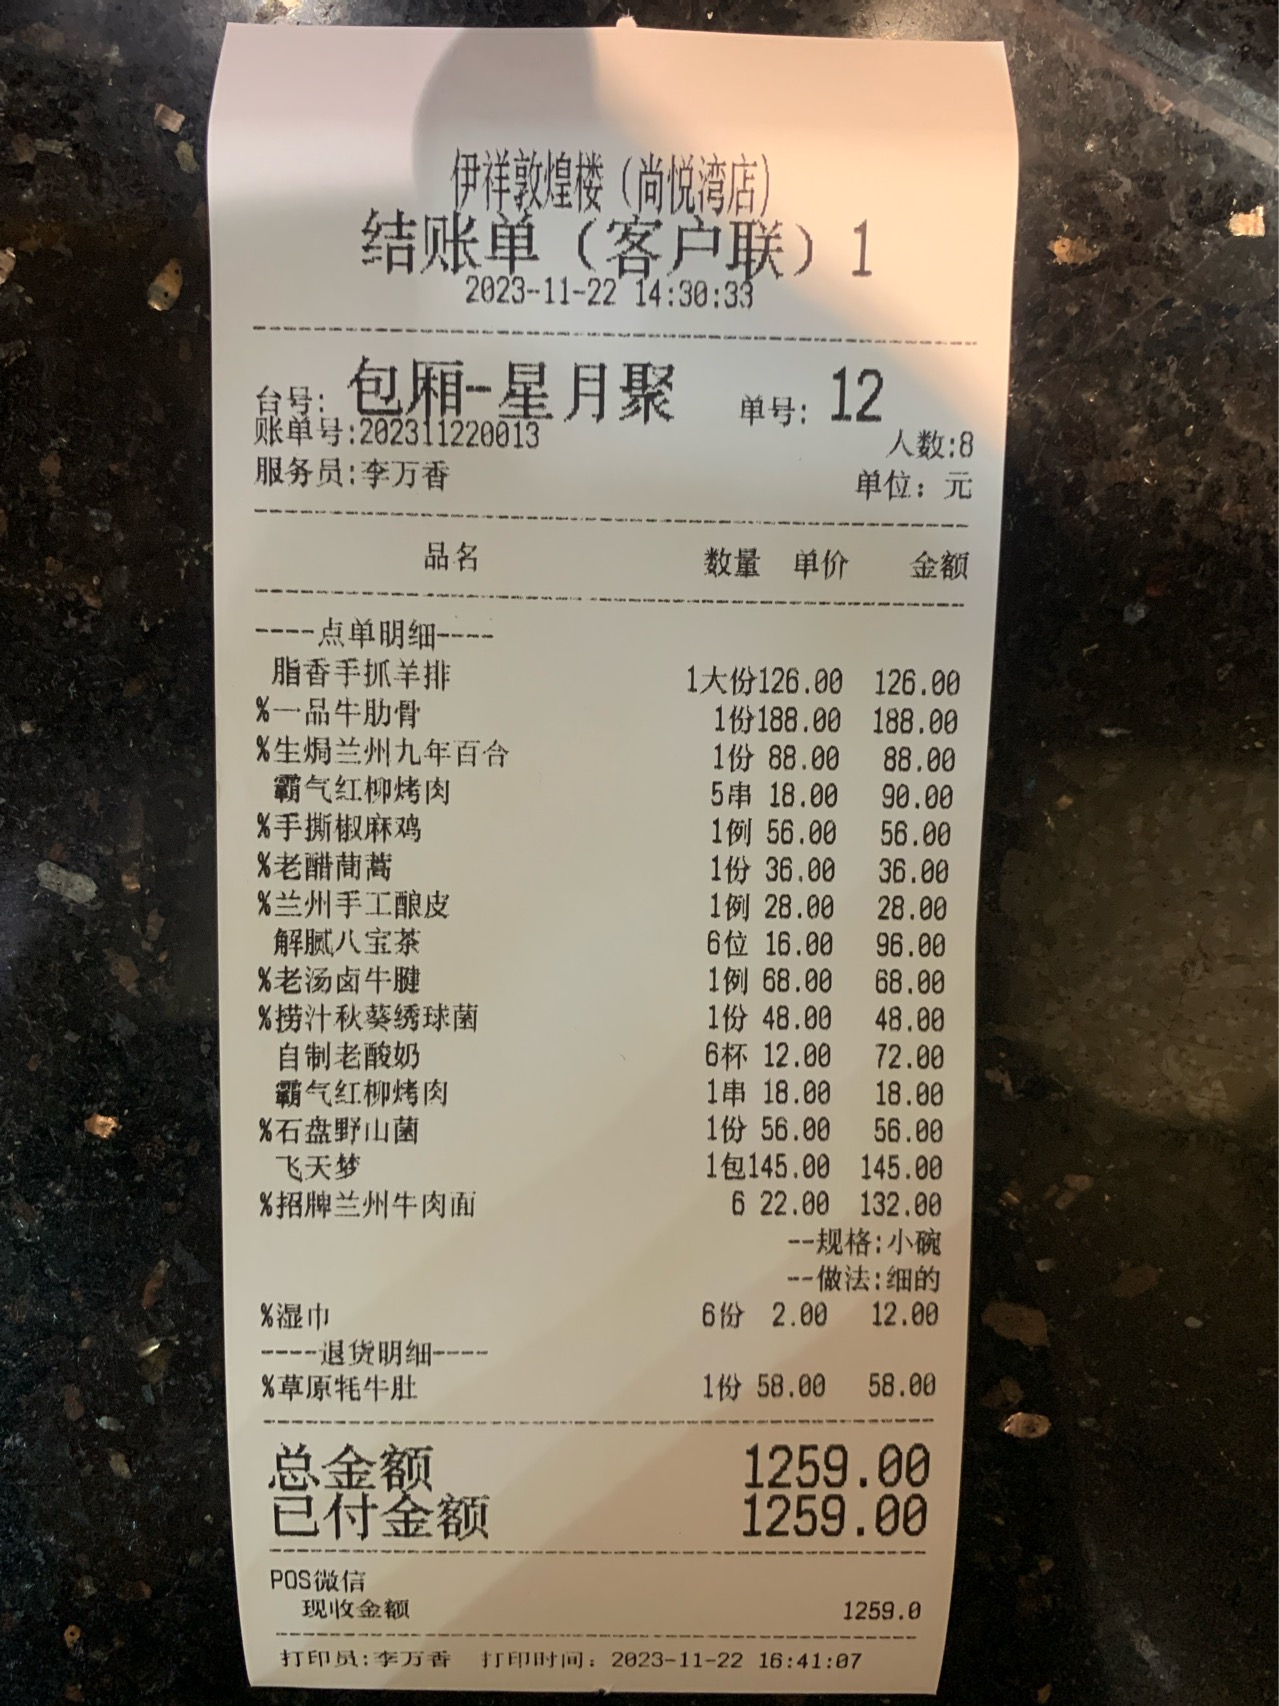 伊祥敦煌楼（尚悦湾店）
结账单（客户联）1
2023-11-22 14:30:33
台号: 包厢-星月聚 单号: 12
账单号:202311220013 人数:8
服务员:李万香 单位: 元
品名 数量 单价 金额
----点单明细----
脂香手抓羊排 1大份126.00 126.00
%一品牛肋骨 1份188.00 188.00
%生焗兰州九年百合 1份 88.00 88.00
霸气红柳烤肉 5串 18.00 90.00
%手撕椒麻鸡 1例 56.00 56.00
%老醋茼蒿 1份 36.00 36.00
%兰州手工酿皮 1例 28.00 28.00
解腻八宝茶 6位 16.00 96.00
%老汤卤牛腱 1例 68.00 68.00
%捞汁秋葵绣球菌 1份 48.00 48.00
自制老酸奶 6杯 12.00 72.00
霸气红柳烤肉 1串 18.00 18.00
%石盘野山菌 1份 56.00 56.00
飞天梦 1包145.00 145.00
%招牌兰州牛肉面 6 22.00 132.00
--规格:小碗
--做法:细的
%湿巾 6份 2.00 12.00
----退货明细----
%草原牦牛肚 1份 58.00 58.00
总金额 1259.00
已付金额 1259.00
POS微信
现收金额 1259.0
打印员:李万香 打印时间: 2023-11-22 16:41:07